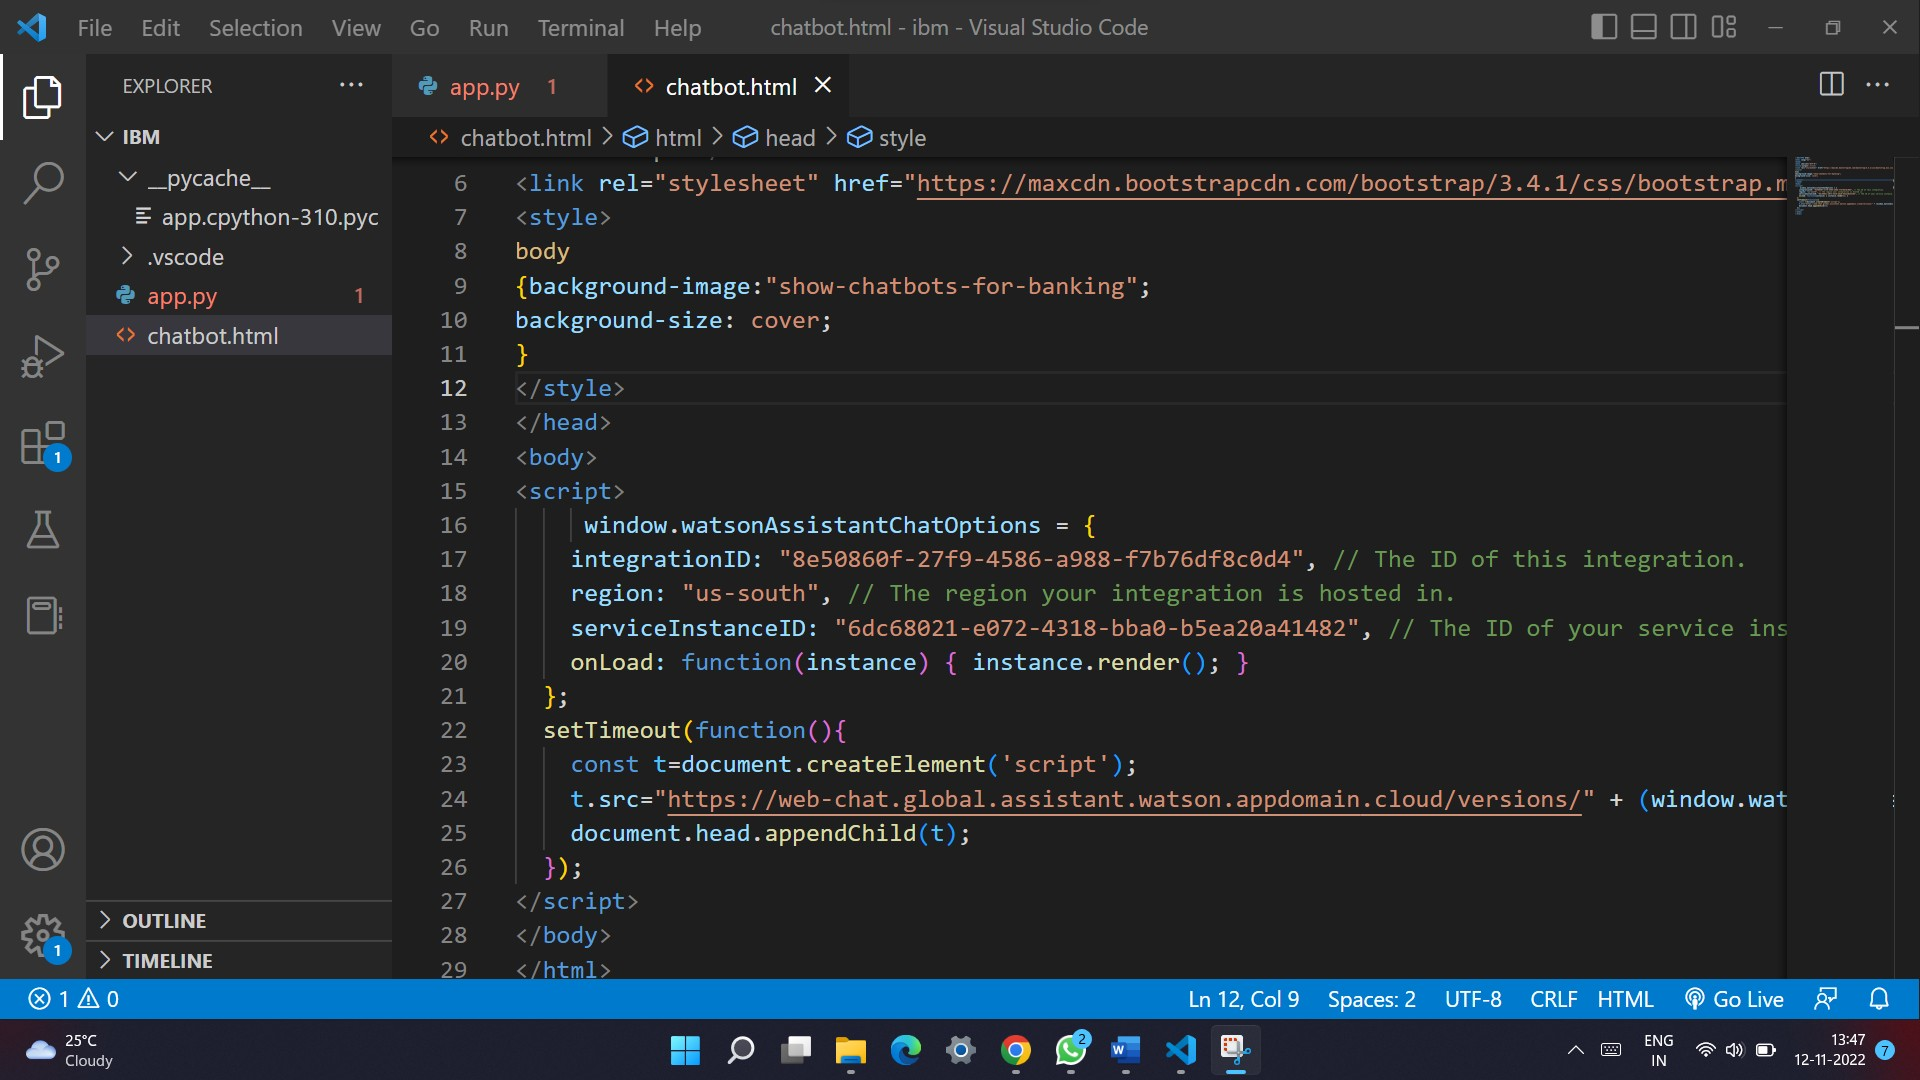 File Edit Selection View Go Run Terminal Help chatbot.html - ibm - Visual Studio Code
EXPLORER ···
app.py 1
chatbot.html
IBM
chatbot.html > html > head > style
__pycache__
app.cpython-310.pyc
.vscode
app.py 1
chatbot.html
6 <link rel="stylesheet" href="https://maxcdn.bootstrapcdn.com/bootstrap/3.4.1/css/bootstrap.m
7 <style>
8 body
9 {background-image:"show-chatbots-for-banking";
10 background-size: cover;
11 }
12 </style>
13 </head>
14 <body>
15 <script>
16 window.watsonAssistantChatOptions = {
17 integrationID: "8e50860f-27f9-4586-a988-f7b76df8c0d4", // The ID of this integration.
18 region: "us-south", // The region your integration is hosted in.
19 serviceInstanceID: "6dc68021-e072-4318-bba0-b5ea20a41482", // The ID of your service ins
20 onLoad: function(instance) { instance.render(); }
21 };
22 setTimeout(function(){
23 const t=document.createElement('script');
24 t.src="https://web-chat.global.assistant.watson.appdomain.cloud/versions/" + (window.wat
25 document.head.appendChild(t);
26 });
27 </script>
28 </body>
29 </html>
1
1
OUTLINE
TIMELINE
1 0 Ln 12, Col 9 Spaces: 2 UTF-8 CRLF HTML Go Live
25°C
Cloudy
2
ENG
IN
13:47
12-11-2022
7